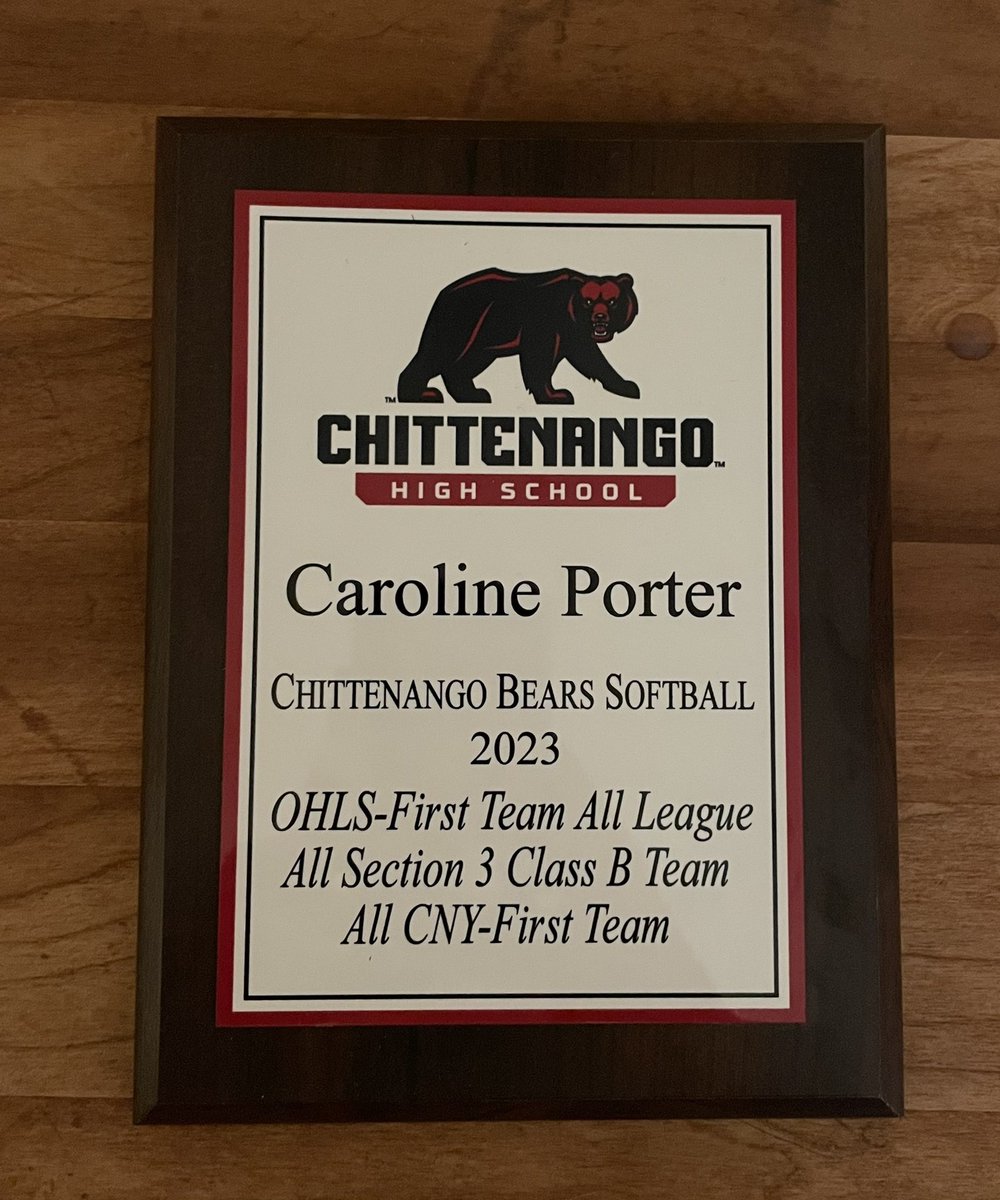 CHITTENANGO™
HIGH SCHOOL
Caroline Porter
CHITTENANGO BEARS SOFTBALL
2023
OHLS-First Team All League
All Section 3 Class B Team
All CNY-First Team